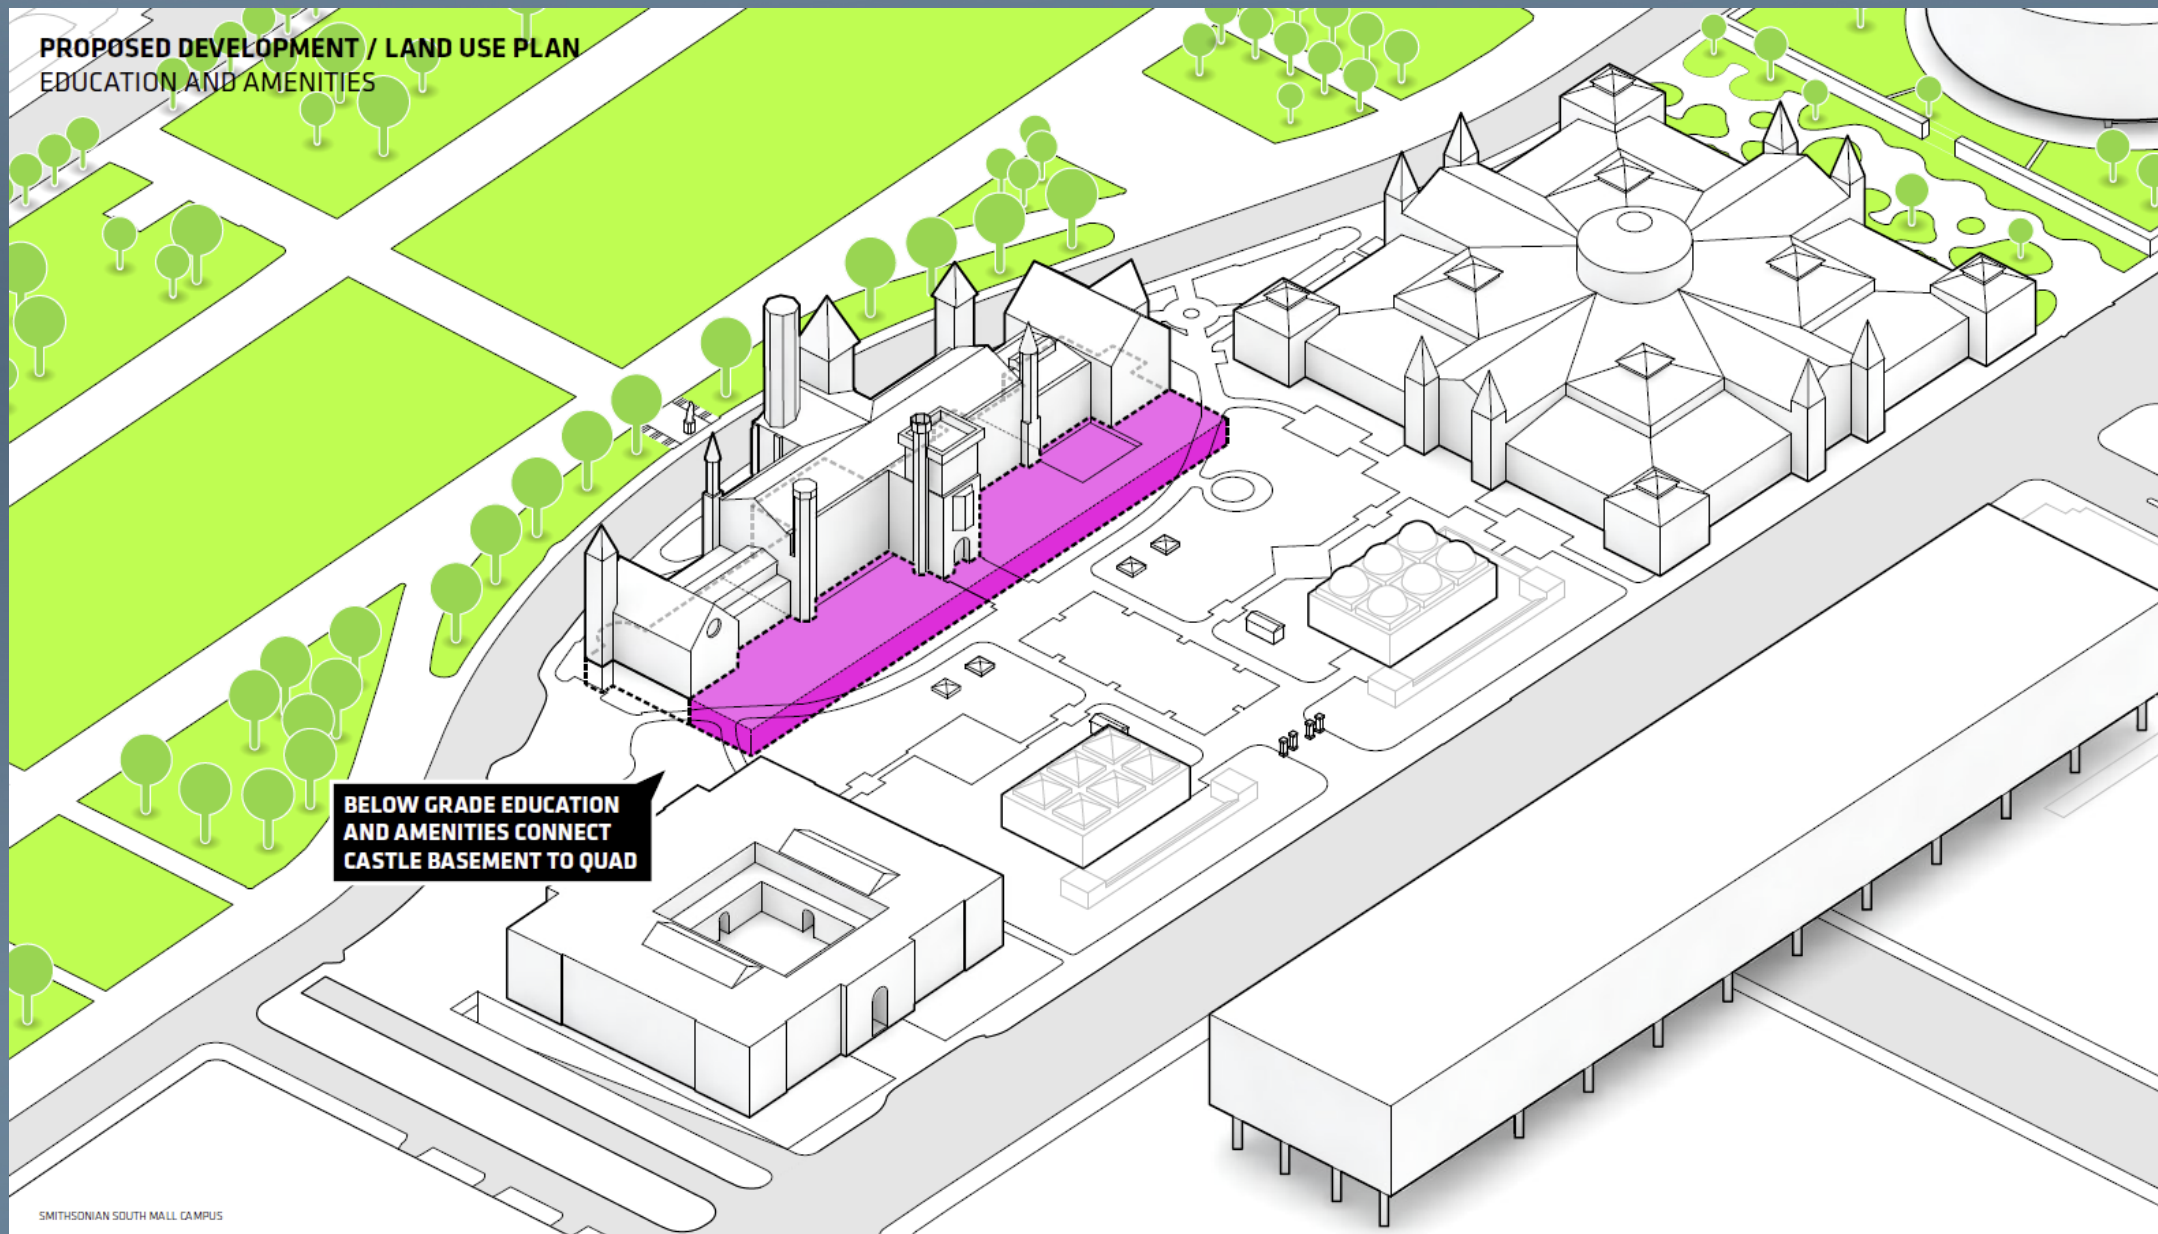 PROPOSED DEVELOPMENT / LAND USE PLAN
EDUCATION AND AMENITIES
BELOW GRADE EDUCATION
AND AMENITIES CONNECT
CASTLE BASEMENT TO QUAD
SMITHSONIAN SOUTH MALL CAMPUS